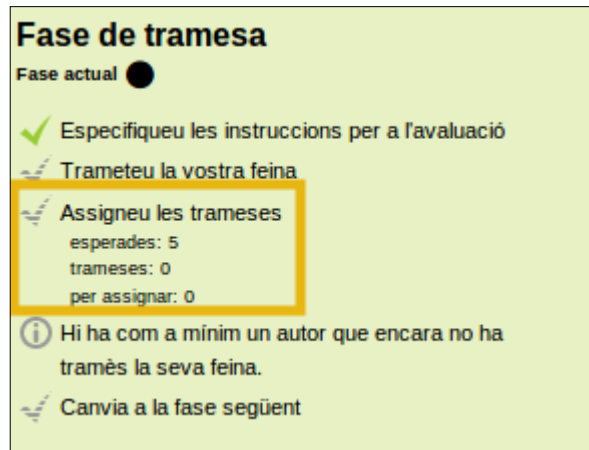 Fase de tramesa
Fase actual
Especifiqueu les instruccions per a l'avaluació
Trameteu la vostra feina
Assigneu les trameses
esperades: 5
trameses: 0
per assignar: 0
Hi ha com a mínim un autor que encara no ha
tramès la seva feina.
Canvia a la fase següent